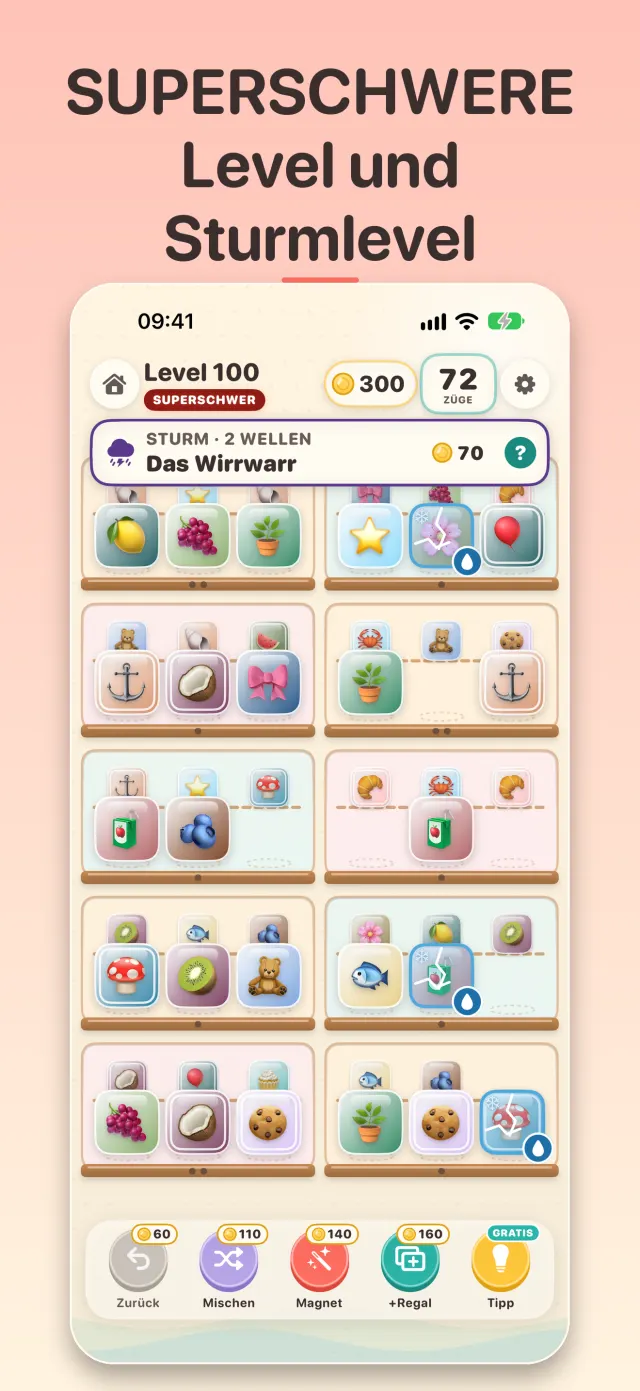 SUPERSCHWERE
Level und
Sturmlevel
09:41
Level 100
SUPERSCHWER
300
72
ZÜGE
STURM · 2 WELLEN
Das Wirrwarr
70
?
60
110
140
160
GRATIS
Zurück
Mischen
Magnet
+Regal
Tipp